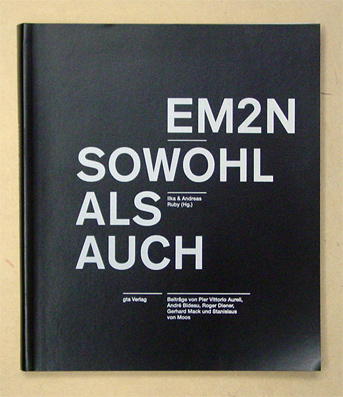 EM2N
SOWOHL
ALS
AUCH
Ilka & Andreas
Ruby (Hg.)
gta Verlag
Beiträge von Pier Vittorio Aureli,
André Bideau, Roger Diener,
Gerhard Mack und Stanislaus
von Moos